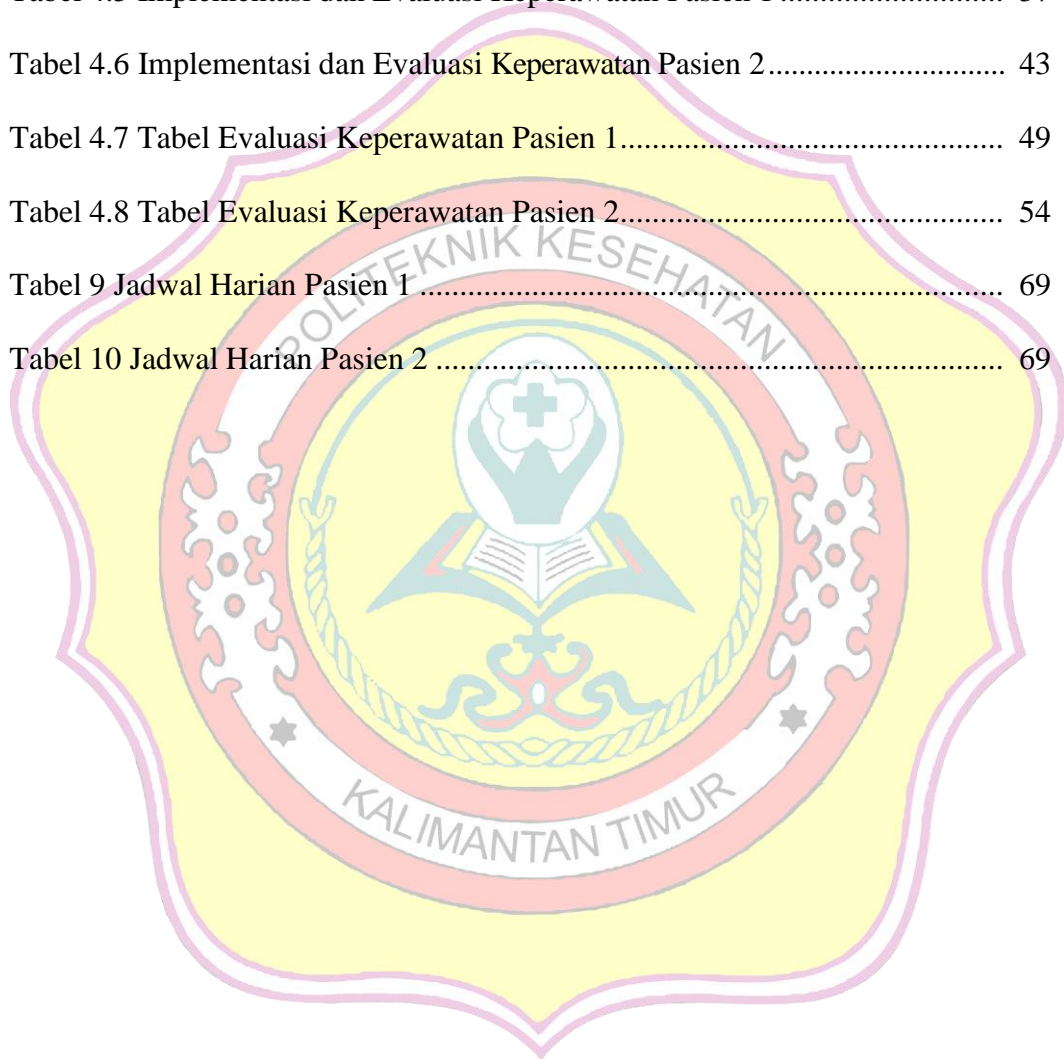 Tabel 4.6 Implementasi dan Evaluasi Keperawatan Pasien 2............................. 43
Tabel 4.7 Tabel Evaluasi Keperawatan Pasien 1.............................................. 49
Tabel 4.8 Tabel Evaluasi Keperawatan Pasien 2.............................................. 54
Tabel 9 Jadwal Harian Pasien 1 ...................................................................... 69
Tabel 10 Jadwal Harian Pasien 2 .................................................................... 69
POLITEKNIK KESEHATAN
KALIMANTAN TIMUR